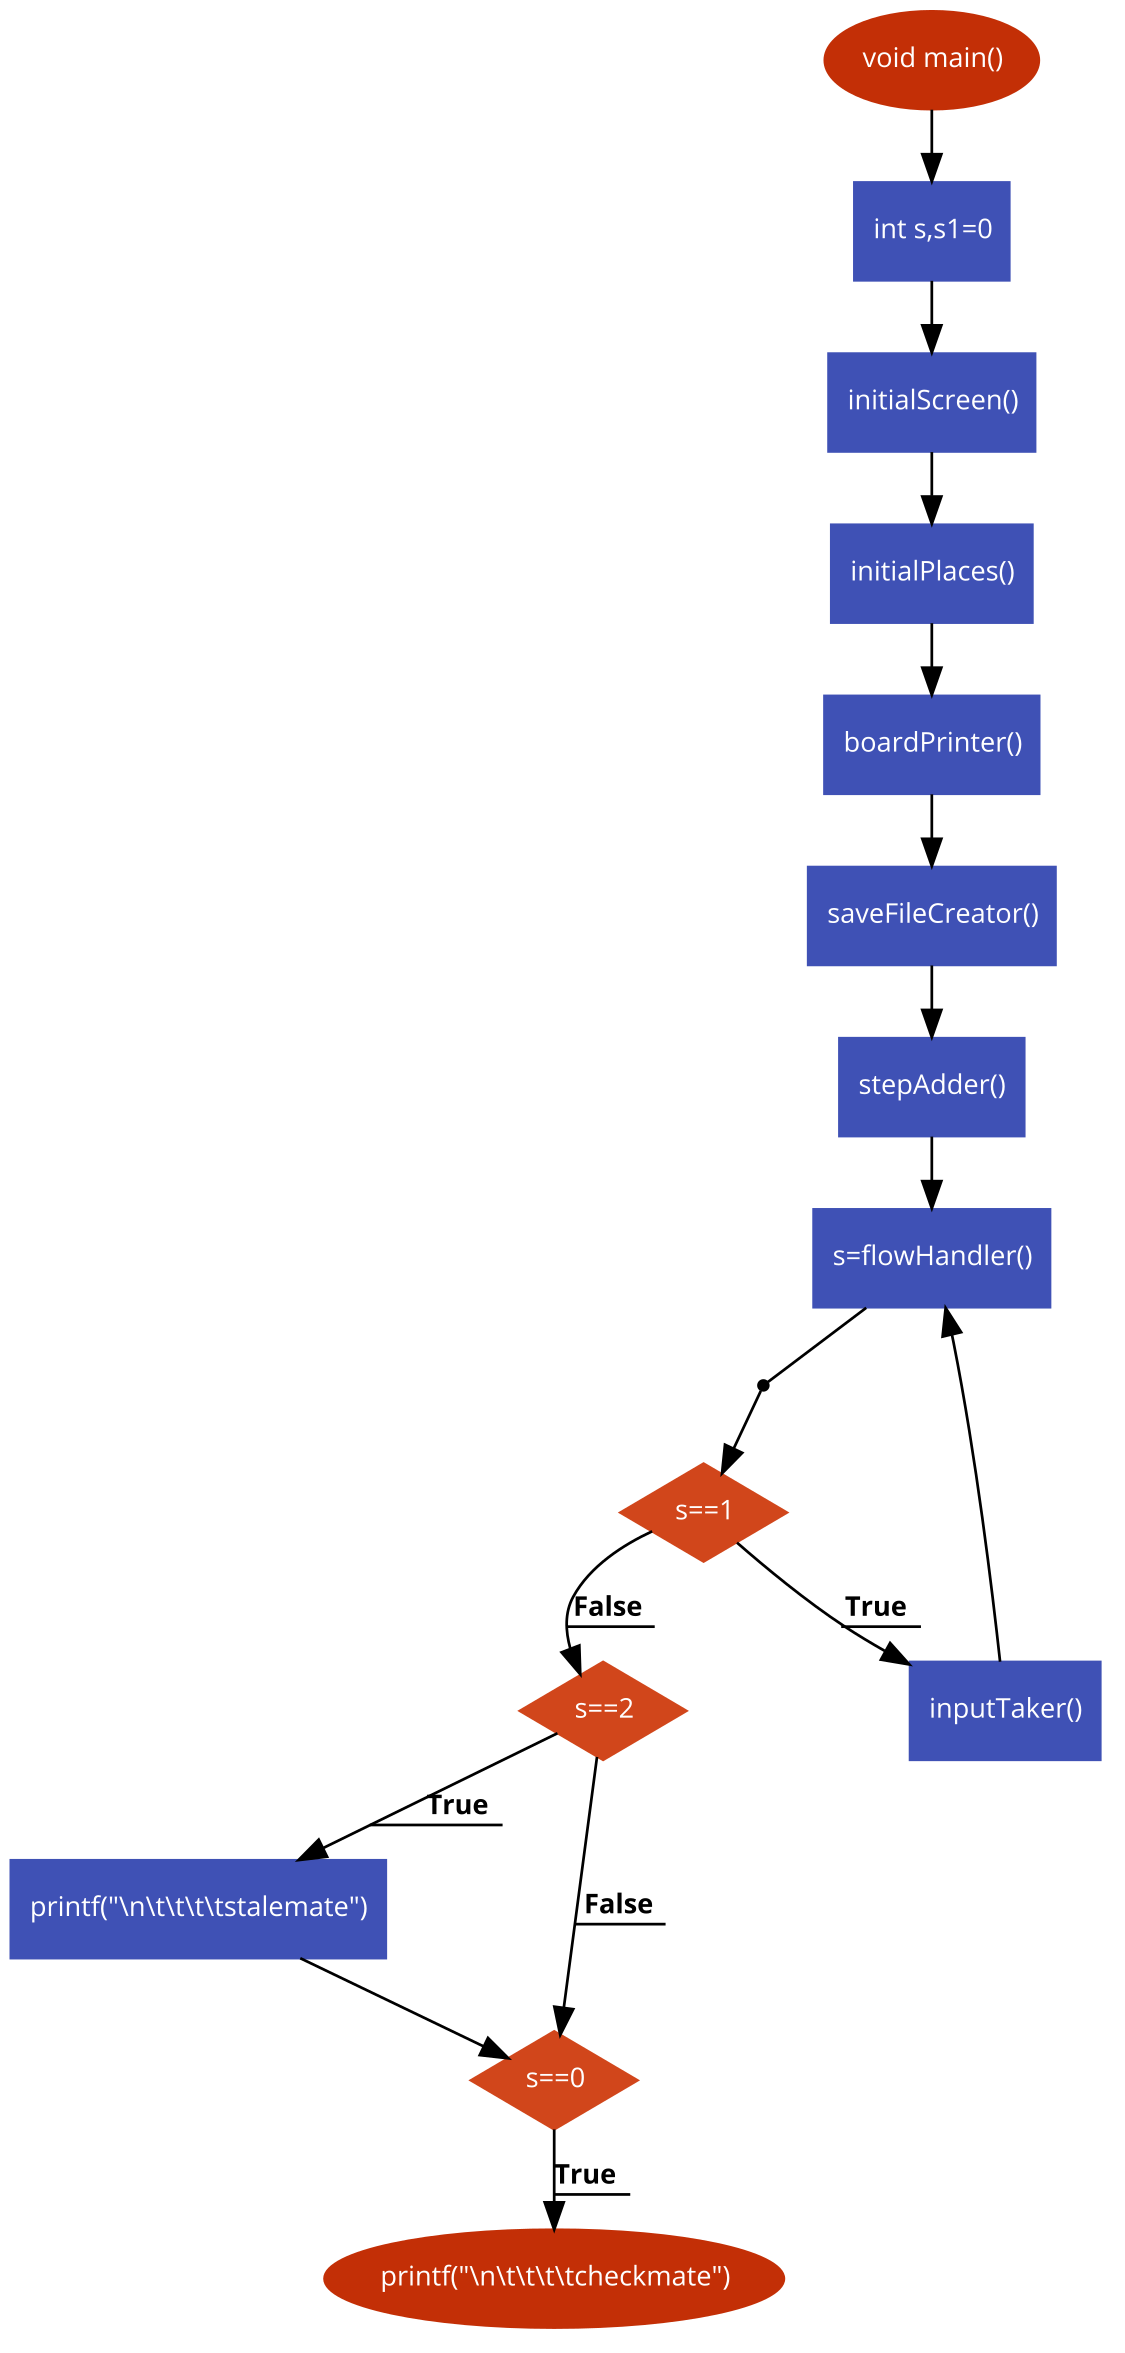 void main()
int s,s1=0
initialScreen()
initialPlaces()
boardPrinter()
saveFileCreator()
stepAdder()
s=flowHandler()
s==1
False
True
s==2
inputTaker()
True
printf("\n\t\t\t\tstalemate")
False
s==0
True
printf("\n\t\t\t\tcheckmate")